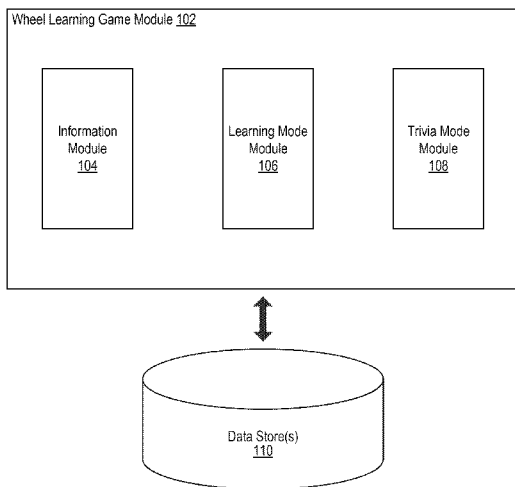 Wheel Learning Game Module 102
Information
Module
104
Learning Mode
Module
106
Trivia Mode
Module
108
Data Store(s)
110